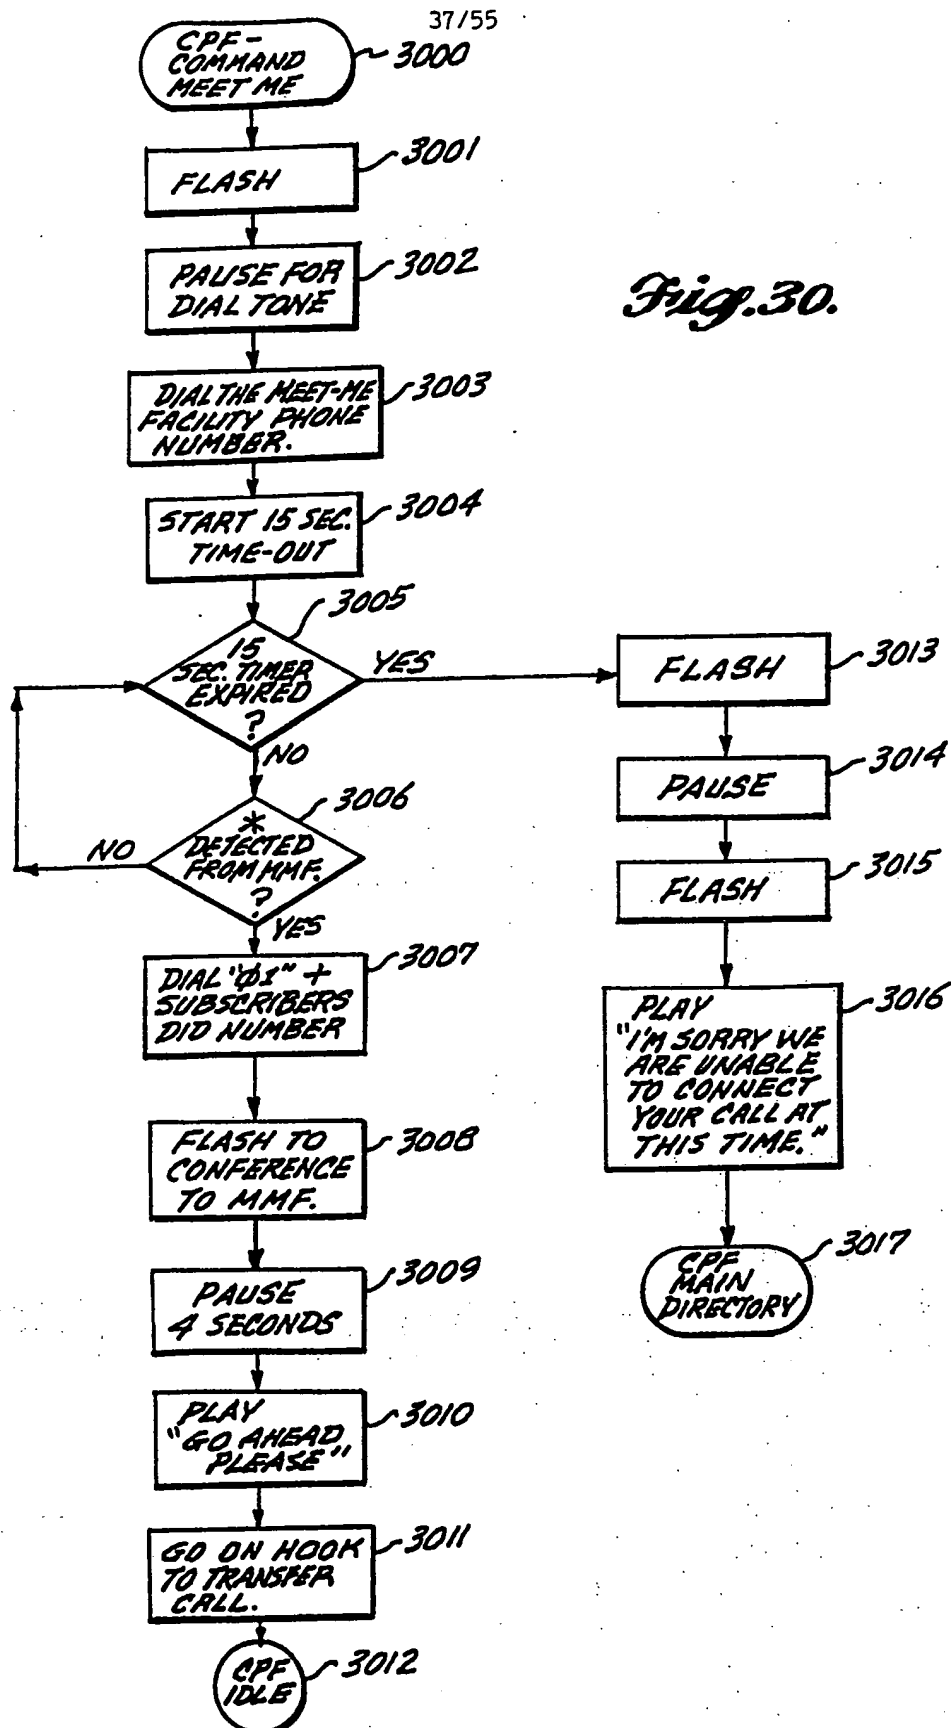 37/55
CPF-
COMMAND
MEET ME
3000
FLASH
3001
PAUSE FOR
DIAL TONE
3002
Fig. 30.
DIAL THE MEET-ME
FACILITY PHONE
NUMBER.
3003
START 15 SEC.
TIME-OUT
3004
15
SEC. TIMER
EXPIRED
?
3005
YES
NO
*
DETECTED
FROM MMF.
?
3006
NO
YES
DIAL "Ø1" +
SUBSCRIBERS
DID NUMBER
3007
FLASH TO
CONFERENCE
TO MMF.
3008
PAUSE
4 SECONDS
3009
PLAY
"GO AHEAD
PLEASE"
3010
GO ON HOOK
TO TRANSFER
CALL.
3011
CPF
IDLE
3012
FLASH
3013
PAUSE
3014
FLASH
3015
PLAY
"I'M SORRY WE
ARE UNABLE
TO CONNECT
YOUR CALL AT
THIS TIME."
3016
CPF
MAIN
DIRECTORY
3017